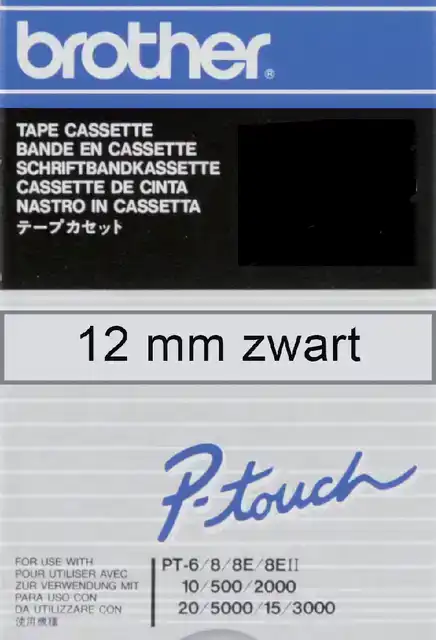 brother®
TAPE CASSETTE
BANDE EN CASSETTE
SCHRIFTBANDKASSETTE
CASSETTE DE CINTA
NASTRO IN CASSETTA
テープカセット
12 mm zwart
P-touch
FOR USE WITH
POUR UTILISER AVEC
ZUR VERWENDUNG MIT
PARA USO CON
DA UTILIZZARE CON
使用機種
PT-6/8/8E/8EII
10/500/2000
20/5000/15/3000